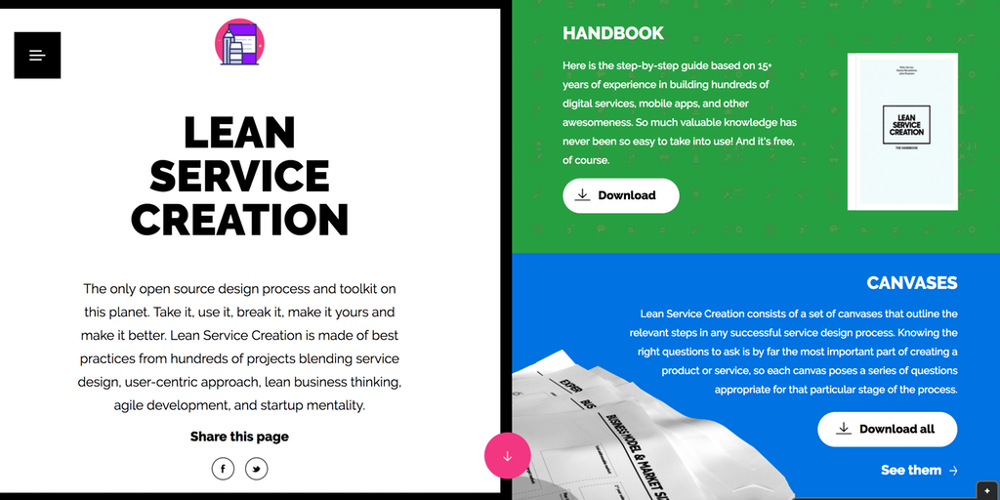 LEAN
SERVICE
CREATION
The only open source design process and toolkit on
this planet. Take it, use it, break it, make it yours and
make it better. Lean Service Creation is made of best
practices from hundreds of projects blending service
design, user-centric approach, lean business thinking,
agile development, and startup mentality.
Share this page
HANDBOOK
Here is the step-by-step guide based on 15+
years of experience in building hundreds of
digital services, mobile apps, and other
awesomeness. So much valuable knowledge has
never been so easy to take into use! And it's free,
of course.
Download
LEAN
SERVICE
CREATION
THE HANDBOOK
CANVASES
Lean Service Creation consists of a set of canvases that outline the
relevant steps in any successful service design process. Knowing the
right questions to ask is by far the most important part of creating a
product or service, so each canvas poses a series of questions
appropriate for that particular stage of the process.
Download all
See them
EXPER
BUS
BUSINESS MODEL & MARKET